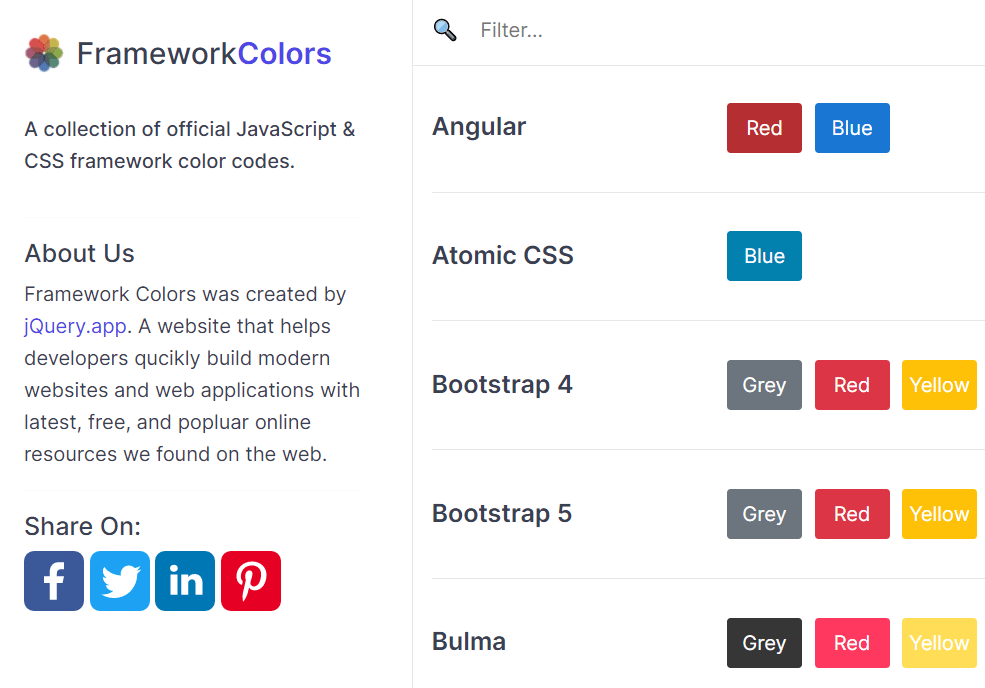 FrameworkColors
A collection of official JavaScript &
CSS framework color codes.
About Us
Framework Colors was created by
jQuery.app. A website that helps
developers qucikly build modern
websites and web applications with
latest, free, and popluar online
resources we found on the web.
Share On:
Filter...
Angular Red Blue
Atomic CSS Blue
Bootstrap 4 Grey Red Yellow
Bootstrap 5 Grey Red Yellow
Bulma Grey Red Yellow